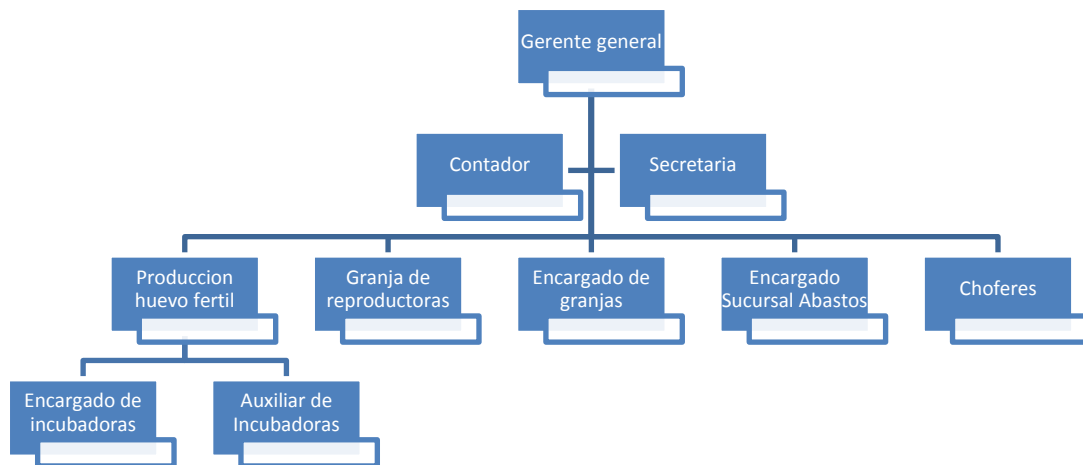 Gerente general
Contador
Secretaria
Produccion
huevo fertil
Granja de
reproductoras
Encargado de
granjas
Encargado
Sucursal Abastos
Choferes
Encargado de
incubadoras
Auxiliar de
Incubadoras